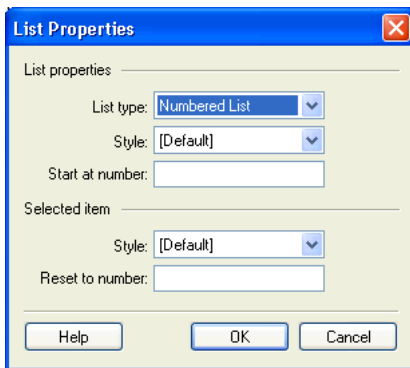 List Properties
List properties
List type: Numbered List
Style: [Default]
Start at number:
Selected item
Style: [Default]
Reset to number:
Help OK Cancel